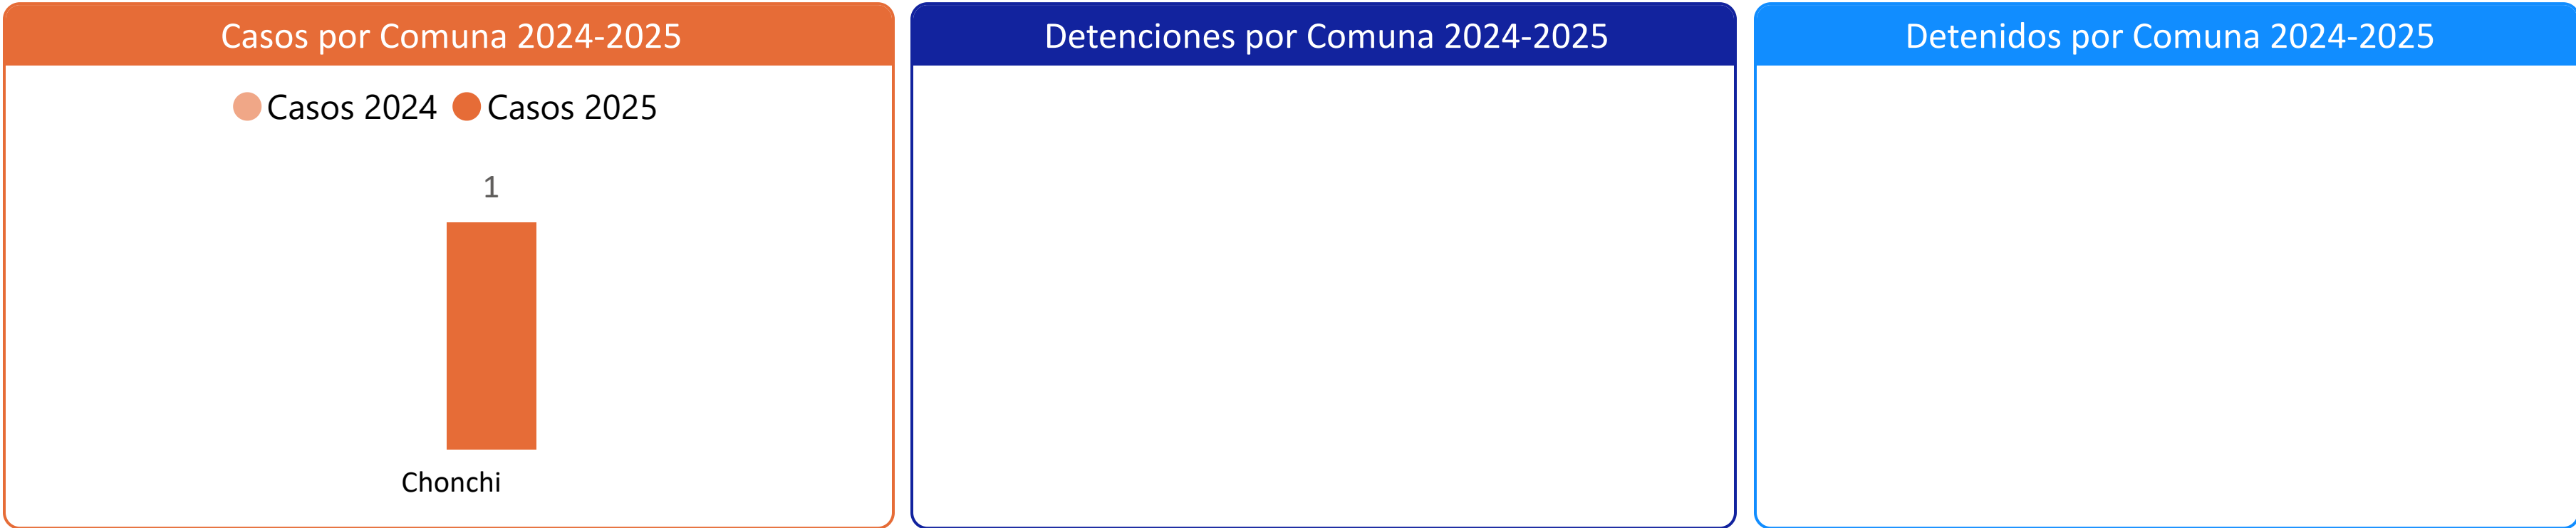 Casos por Comuna 2024-2025
Casos 2024 Casos 2025
1
Chonchi
Detenciones por Comuna 2024-2025
Detenidos por Comuna 2024-2025